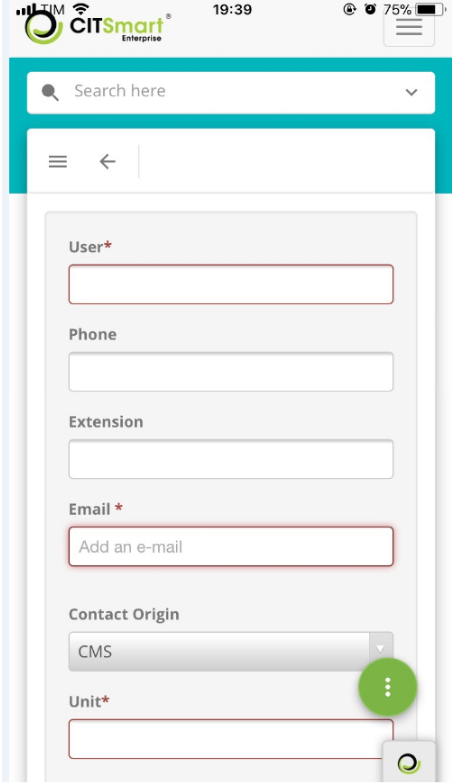 TIM 19:39 75%
CITSmart®
Enterprise
Search here
User*
Phone
Extension
Email *
Add an e-mail
Contact Origin
CMS
Unit*